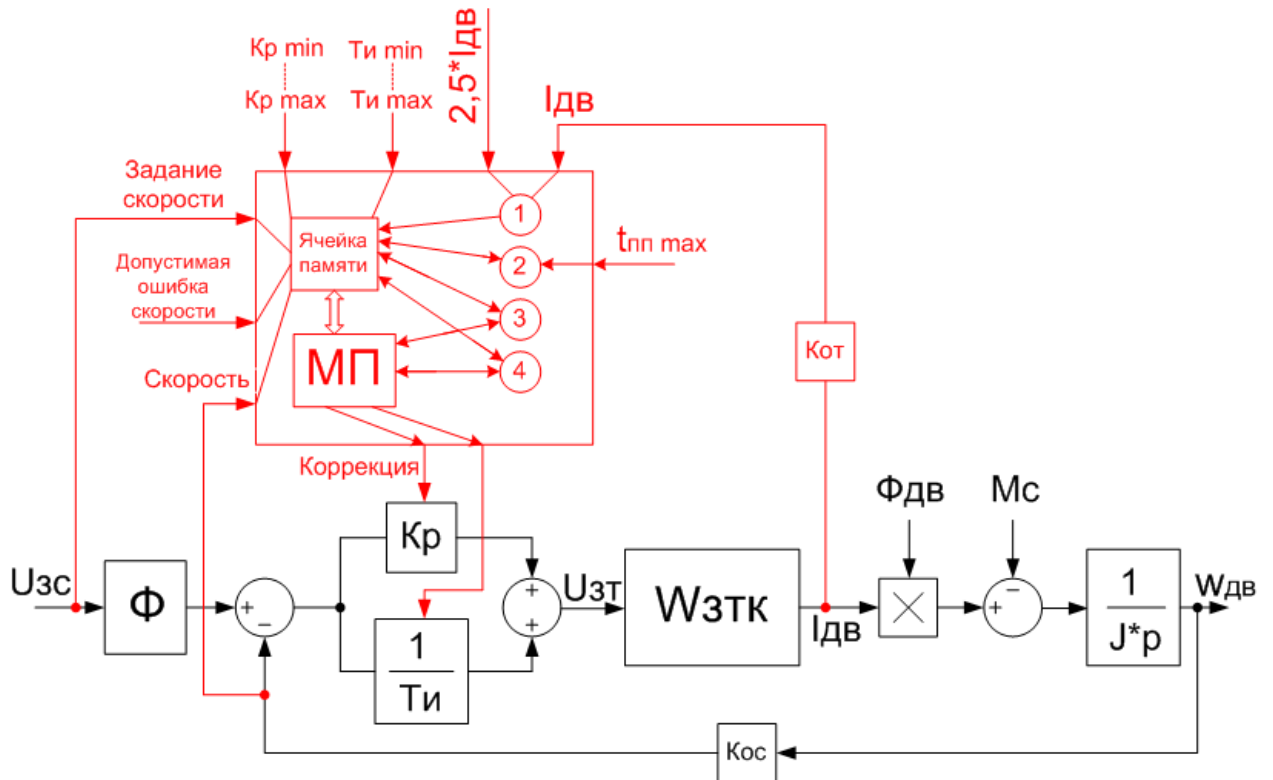 Кр min
Кр max
Ти min
Ти max
2,5*Iдв
Iдв
Задание
скорости
Допустимая
ошибка
скорости
Скорость
Ячейка
памяти
МП
1
2
3
4
tпп max
Кот
Коррекция
Uзс
Ф
+
−
Кр
1
Ти
+
+
Uзт
Wзтк
Iдв
Фдв
Мс
+
−
1
J*p
wдв
Кос